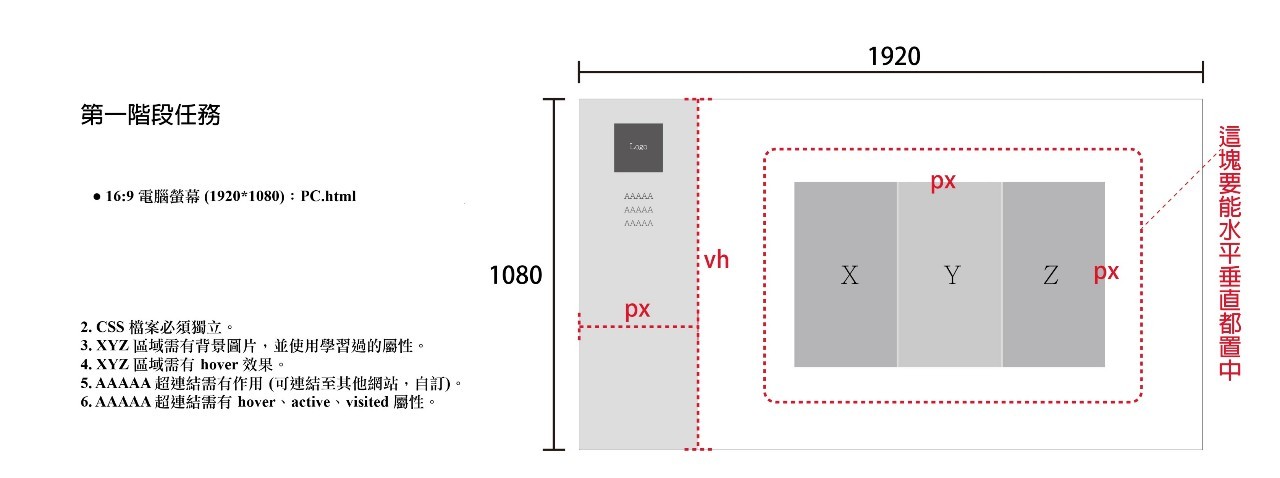 第一階段任務
● 16:9 電腦螢幕 (1920*1080)：PC.html
2. CSS 檔案必須獨立。
3. XYZ 區域需有背景圖片，並使用學習過的屬性。
4. XYZ 區域需有 hover 效果。
5. AAAAA 超連結需有作用 (可連結至其他網站，自訂)。
6. AAAAA 超連結需有 hover、active、visited 屬性。
1920
1080
Logo
AAAAA
AAAAA
AAAAA
px
vh
px
X
Y
Z
px
這塊要能水平垂直都置中